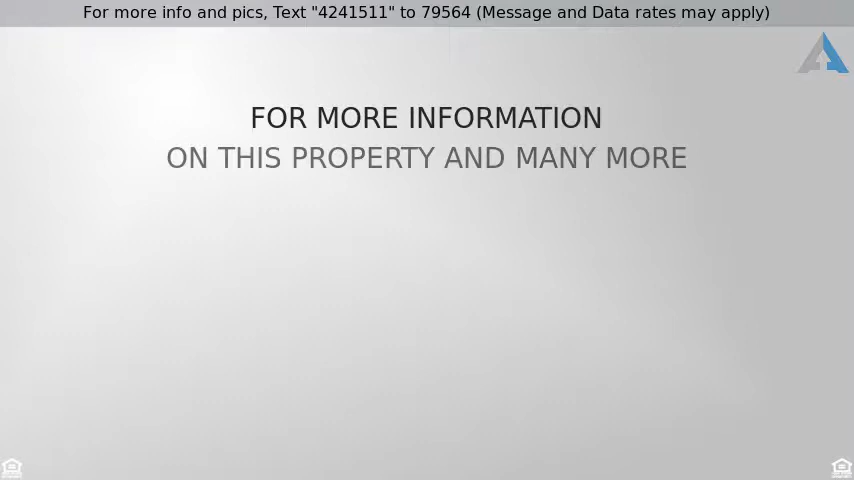 For more info and pics, Text "4241511" to 79564 (Message and Data rates may apply)
FOR MORE INFORMATION
ON THIS PROPERTY AND MANY MORE